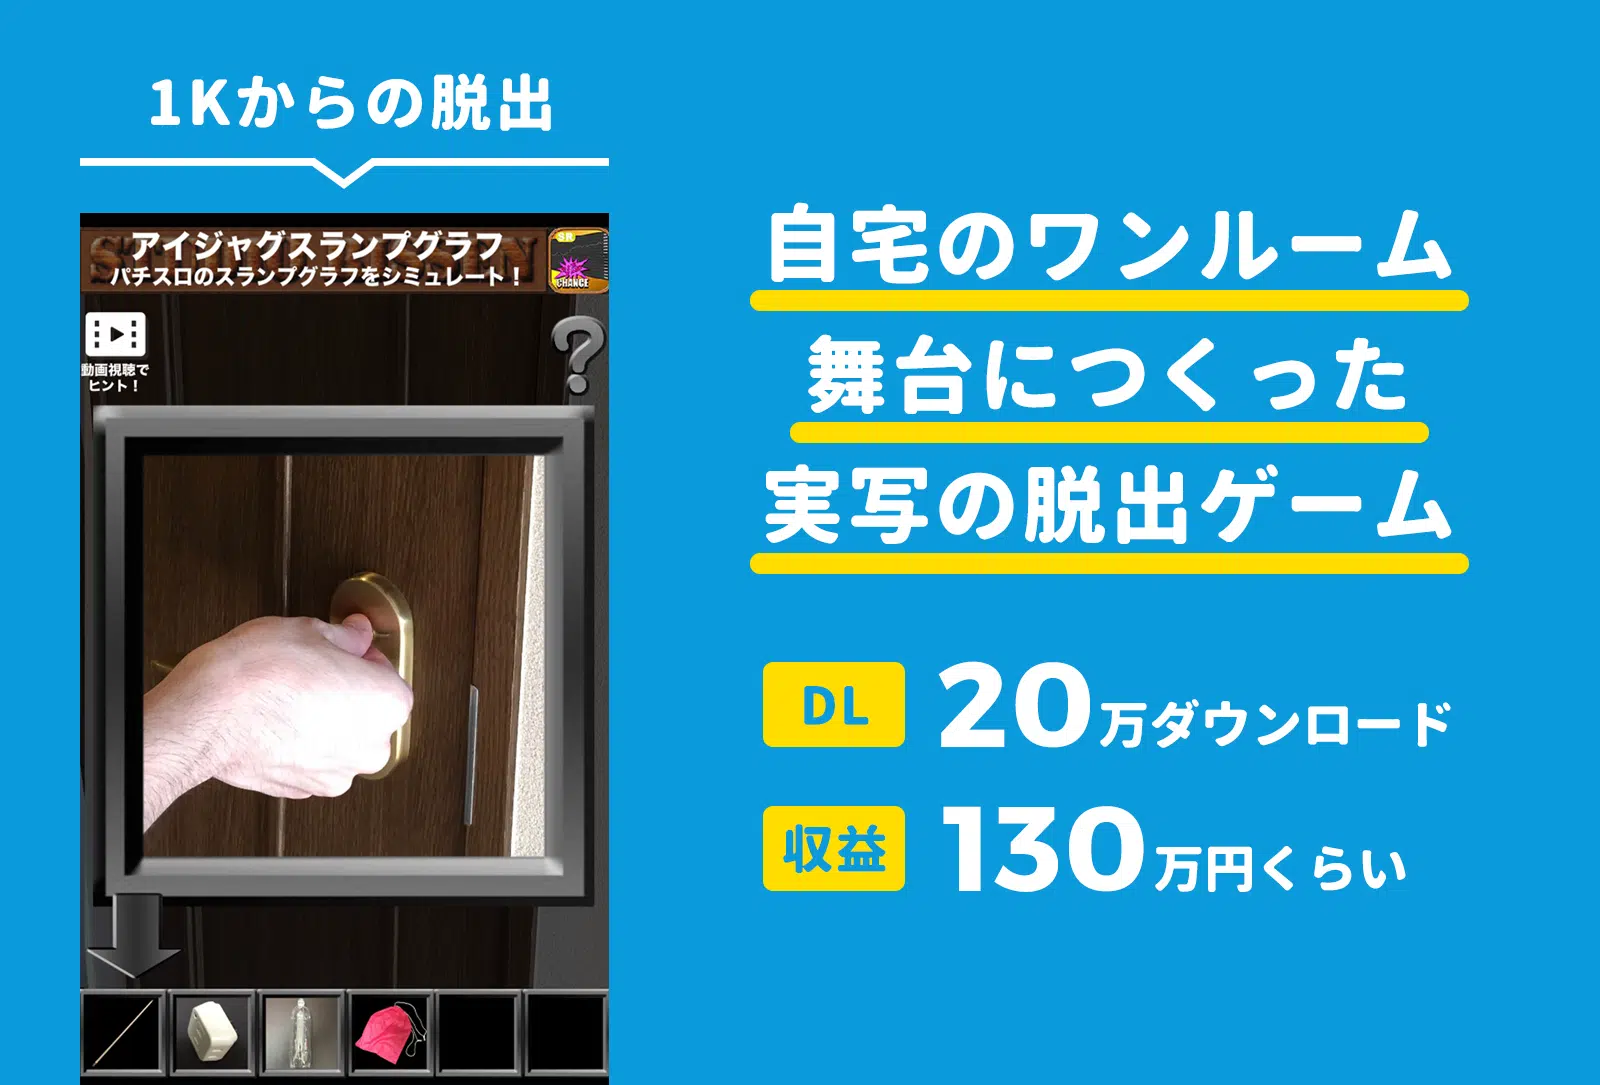 1Kからの脱出
アイジャグスランプグラフ
パチスロのスランプグラフをシミュレート！
SR
CHANCE
動画視聴で
ヒント！
?
自宅のワンルーム
舞台につくった
実写の脱出ゲーム
DL 20万ダウンロード
収益 130万円くらい